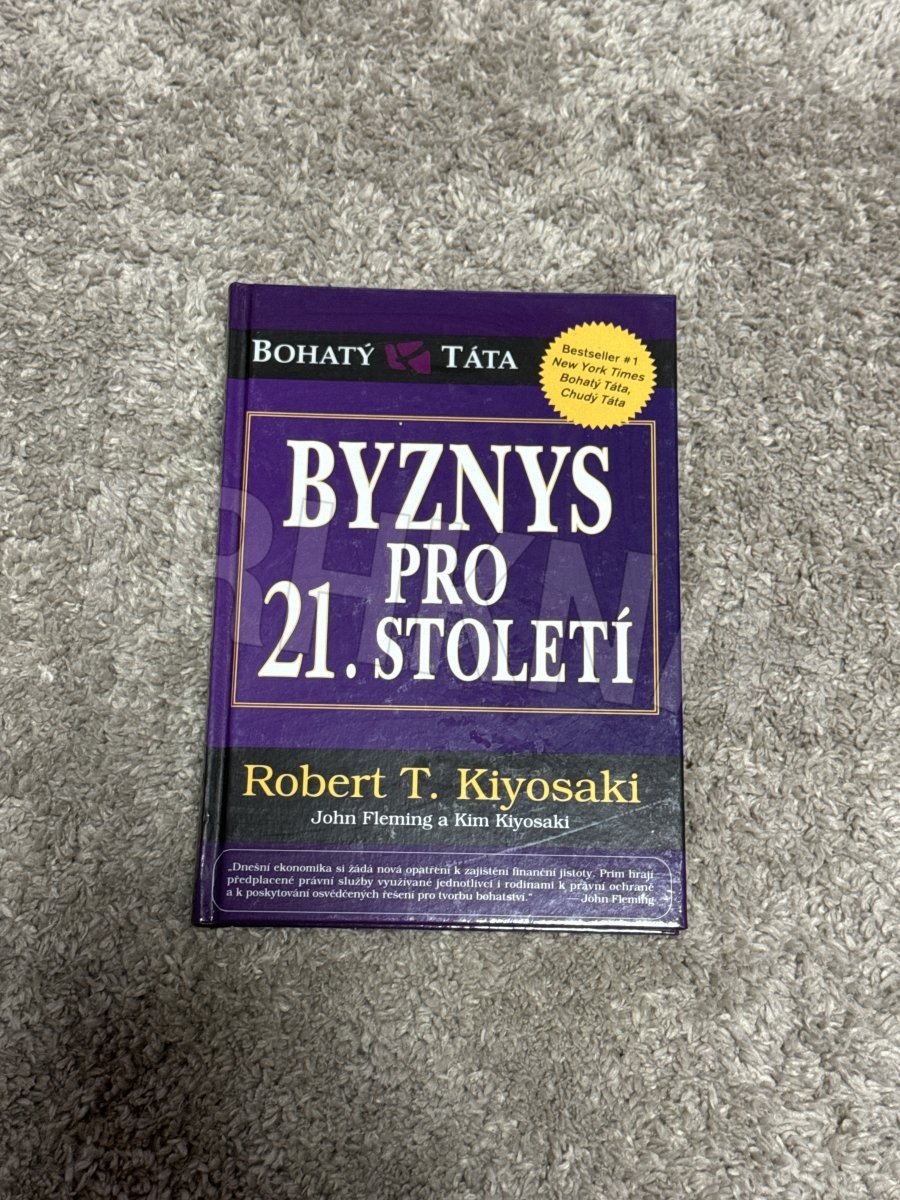 BOHATÝ TÁTA
Bestseller #1
New York Times
Bohatý Táta,
Chudý Táta
BYZNYS
PRO
21. STOLETÍ
Robert T. Kiyosaki
John Fleming a Kim Kiyosaki
„Dnešní ekonomika si žádá nová opatření k zajištění finanční jistoty. Prim hrají
předplacené právní služby využívané jednotlivci i rodinami k právní ochraně
a k poskytování osvědčených řešení pro tvorbu bohatství.“ —John Fleming